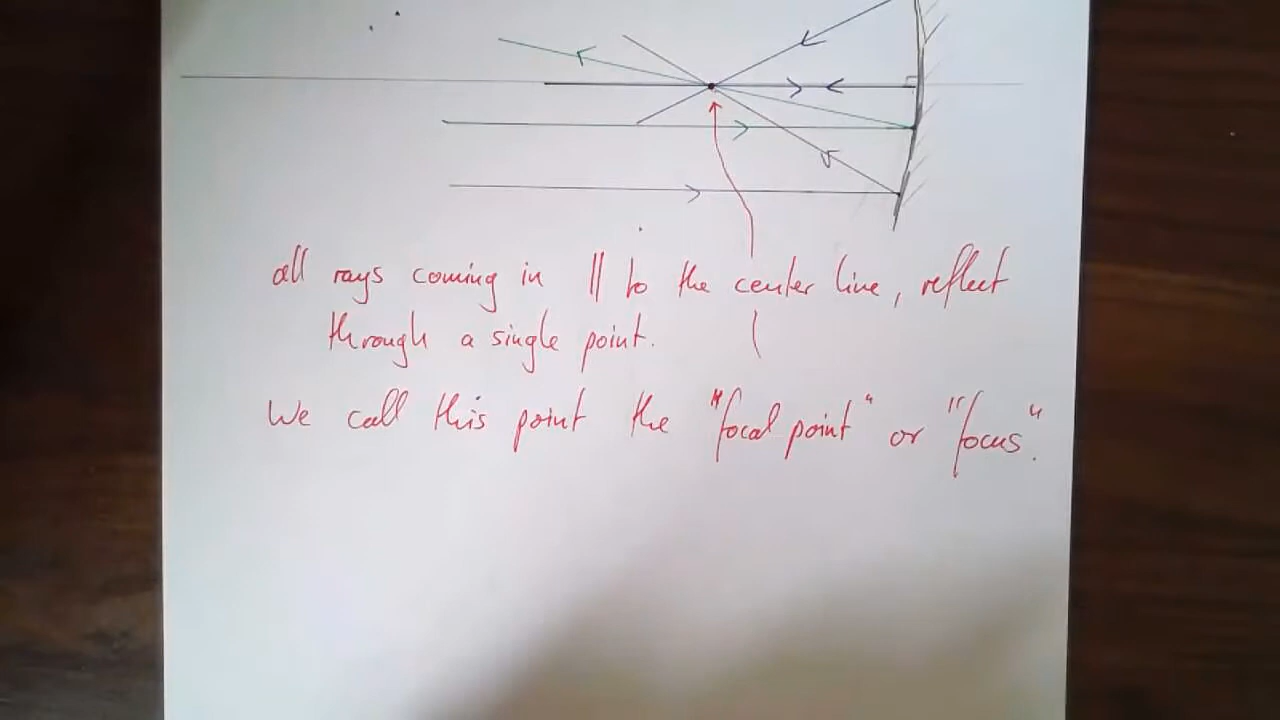 all rays coming in || to the center line, reflect
through a single point.
We call this point the "focal point" or "focus".